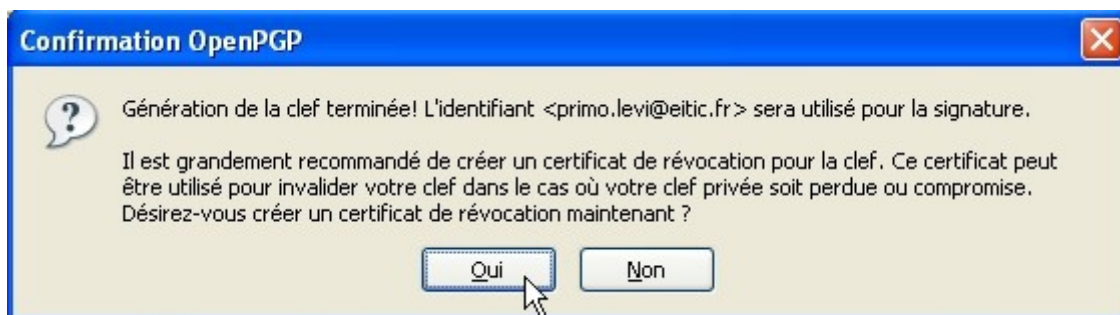 Confirmation OpenPGP
Génération de la clef terminée! L'identifiant <primo.levi@eitic.fr> sera utilisé pour la signature.
Il est grandement recommandé de créer un certificat de révocation pour la clef. Ce certificat peut
être utilisé pour invalider votre clef dans le cas où votre clef privée soit perdue ou compromise.
Désirez-vous créer un certificat de révocation maintenant ?
Oui
Non